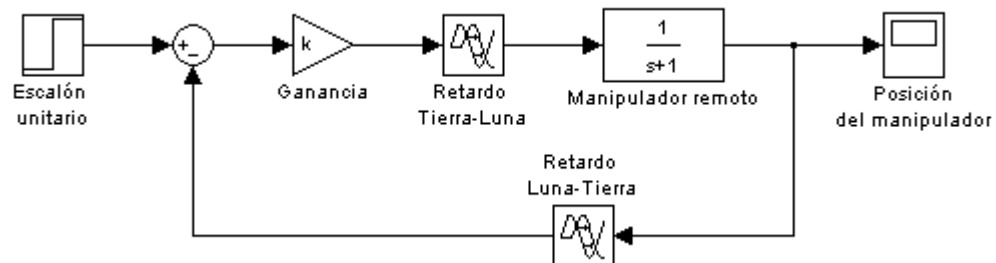 +
−
k
1
s+1
Escalón
unitario
Ganancia
Retardo
Tierra-Luna
Manipulador remoto
Posición
del manipulador
Retardo
Luna-Tierra